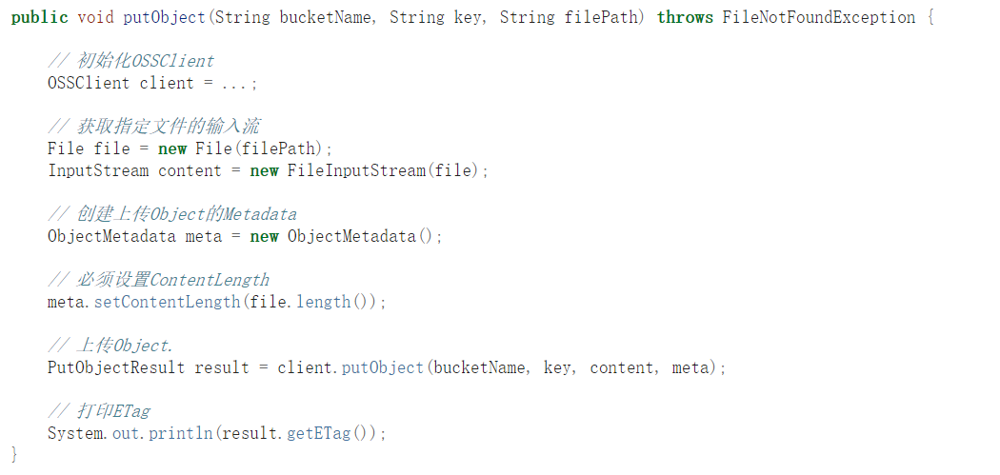 public void putObject(String bucketName, String key, String filePath) throws FileNotFoundException {
// 初始化OSSClient
OSSClient client = ...;
// 获取指定文件的输入流
File file = new File(filePath);
InputStream content = new FileInputStream(file);
// 创建上传Object的Metadata
ObjectMetadata meta = new ObjectMetadata();
// 必须设置ContentLength
meta.setContentLength(file.length());
// 上传Object.
PutObjectResult result = client.putObject(bucketName, key, content, meta);
// 打印ETag
System.out.println(result.getETag());
}